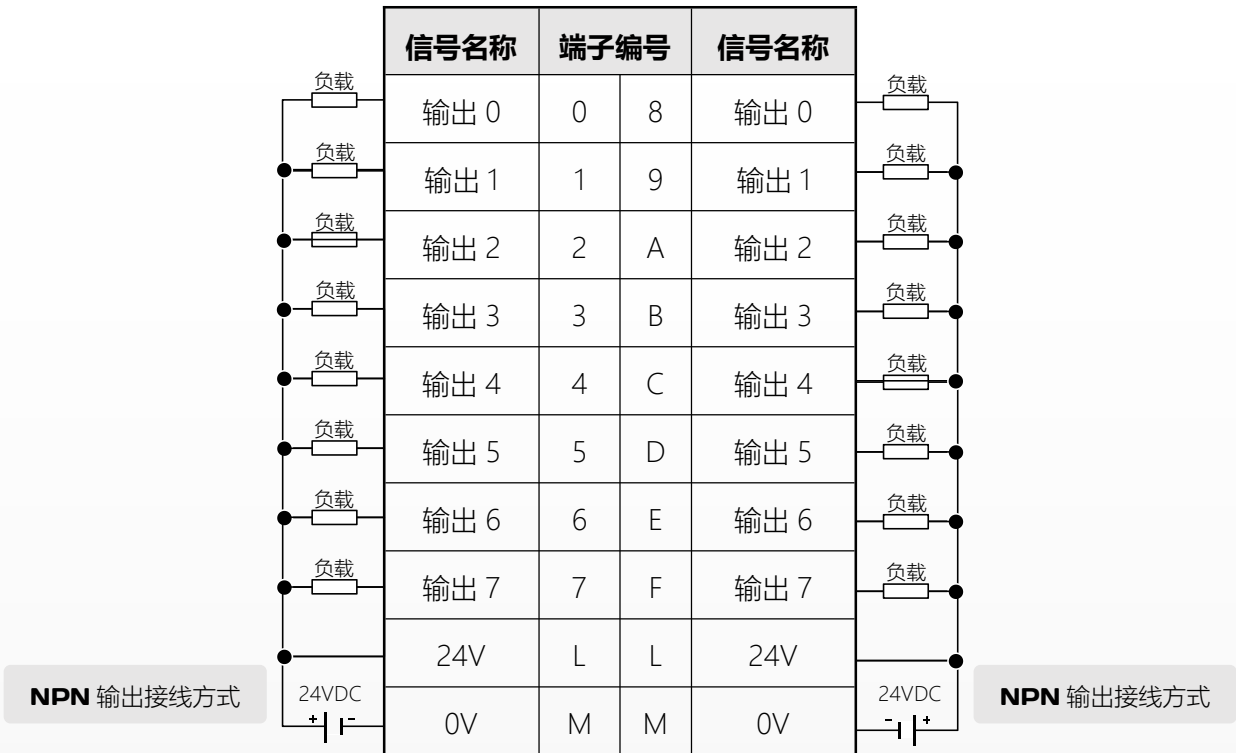 信号名称 端子编号 信号名称
负载 输出 0 0 8 输出 0 负载
负载 输出 1 1 9 输出 1 负载
负载 输出 2 2 A 输出 2 负载
负载 输出 3 3 B 输出 3 负载
负载 输出 4 4 C 输出 4 负载
负载 输出 5 5 D 输出 5 负载
负载 输出 6 6 E 输出 6 负载
负载 输出 7 7 F 输出 7 负载
24V L L 24V
NPN 输出接线方式 24VDC 24VDC NPN 输出接线方式
+ - 0V M M 0V - +